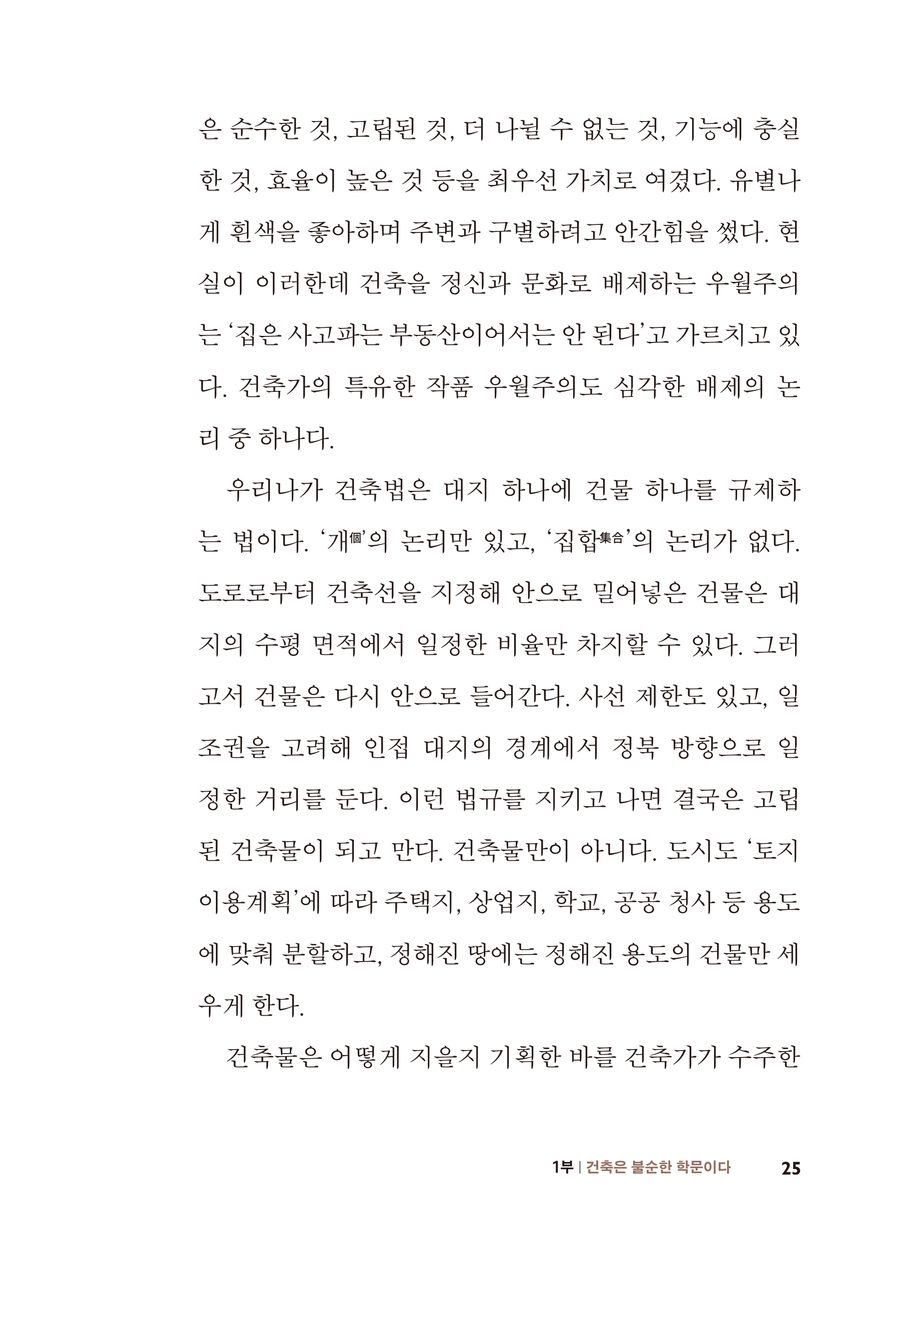 은 순수한 것, 고립된 것, 더 나뉠 수 없는 것, 기능에 충실
한 것, 효율이 높은 것 등을 최우선 가치로 여겼다. 유별나
게 흰색을 좋아하며 주변과 구별하려고 안간힘을 썼다. 현
실이 이러한데 건축을 정신과 문화로 배제하는 우월주의
는 ‘집은 사고파는 부동산이어서는 안 된다’고 가르치고 있
다. 건축가의 특유한 작품 우월주의도 심각한 배제의 논
리 중 하나다.
우리나가 건축법은 대지 하나에 건물 하나를 규제하
는 법이다. ‘개個’의 논리만 있고, ‘집합集合’의 논리가 없다.
도로로부터 건축선을 지정해 안으로 밀어넣은 건물은 대
지의 수평 면적에서 일정한 비율만 차지할 수 있다. 그러
고서 건물은 다시 안으로 들어간다. 사선 제한도 있고, 일
조권을 고려해 인접 대지의 경계에서 정북 방향으로 일
정한 거리를 둔다. 이런 법규를 지키고 나면 결국은 고립
된 건축물이 되고 만다. 건축물만이 아니다. 도시도 ‘토지
이용계획’에 따라 주택지, 상업지, 학교, 공공 청사 등 용도
에 맞춰 분할하고, 정해진 땅에는 정해진 용도의 건물만 세
우게 한다.
건축물은 어떻게 지을지 기획한 바를 건축가가 수주한
1부 | 건축은 불순한 학문이다 25